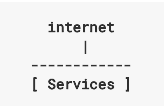 internet
|
------------
[ Services ]